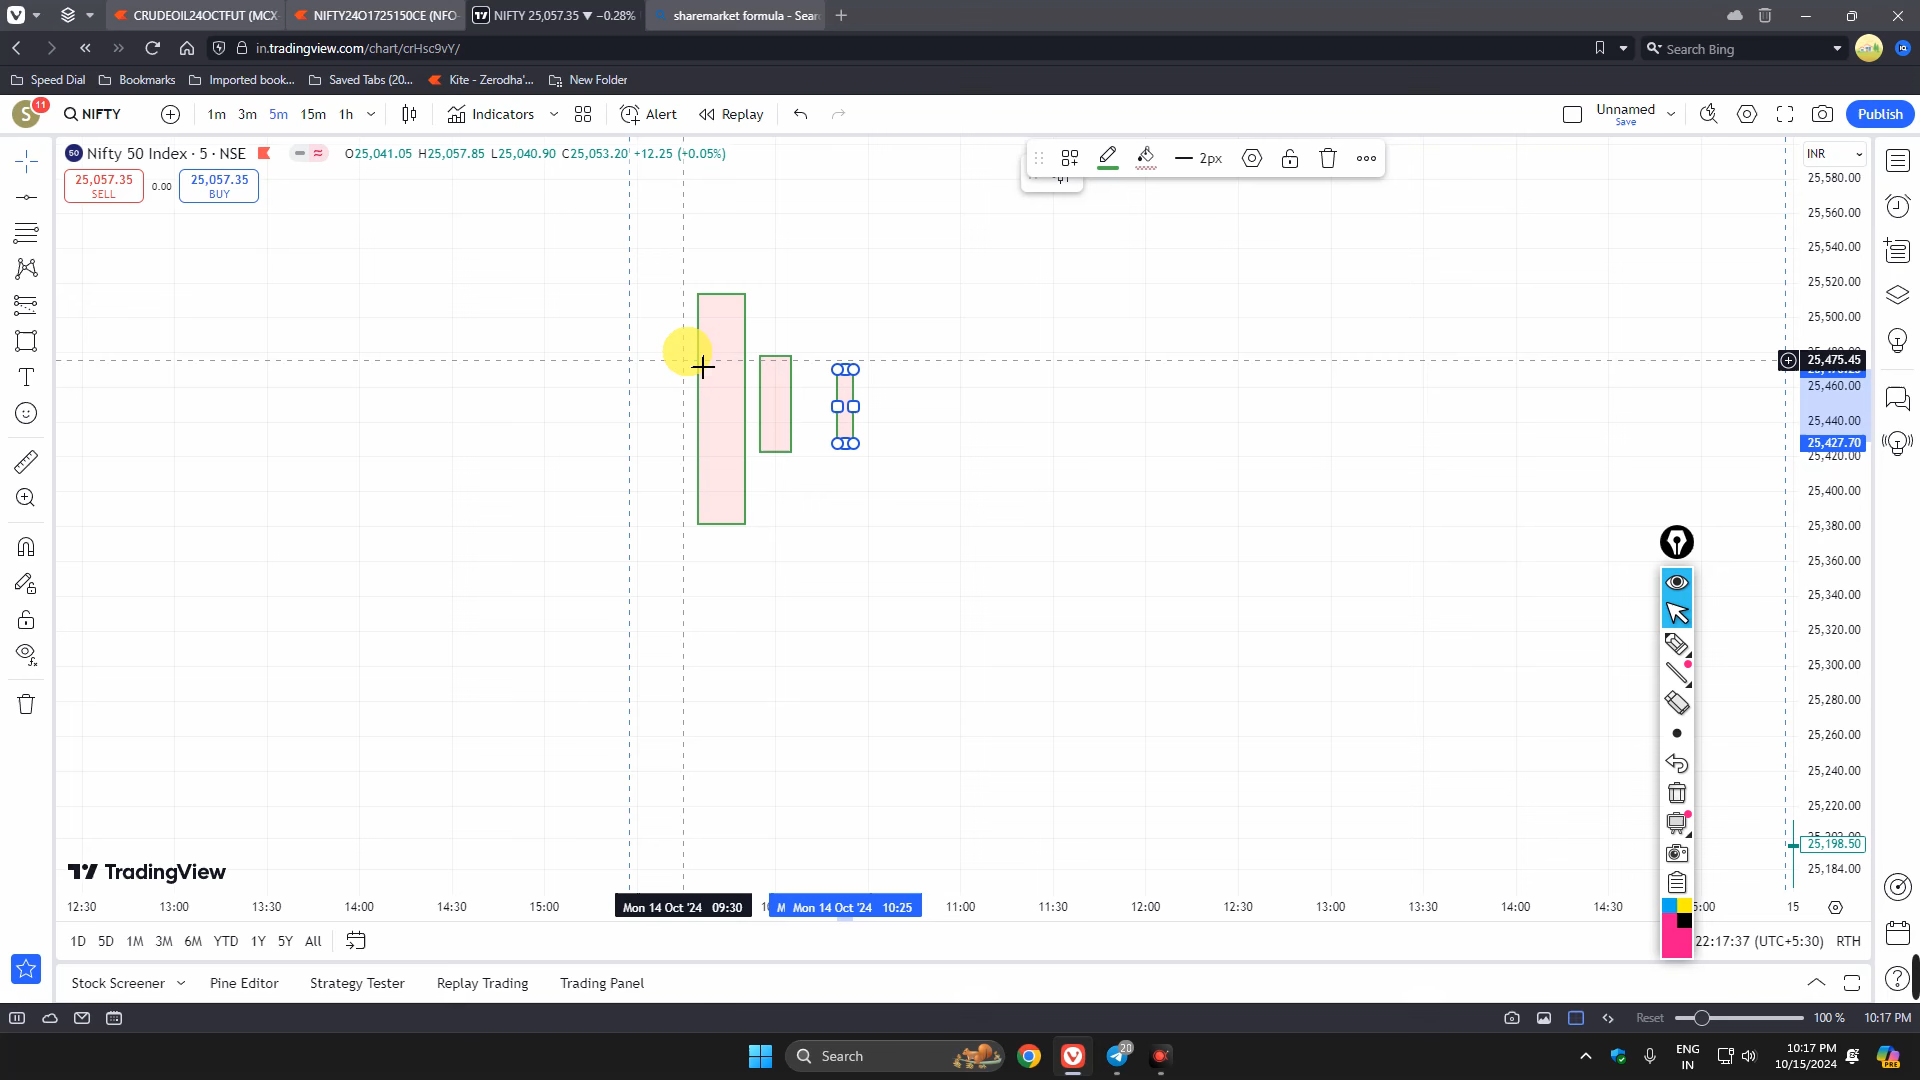 CRUDEOIL24OCTFUT (MCX
NIFTY24O1725150CE (NFO
NIFTY 25,057.35 ▼ −0.28%
sharemarket formula - Sear
in.tradingview.com/chart/crHsc9vY/
Search Bing
Speed Dial
Bookmarks
Imported book...
Saved Tabs (20...
Kite - Zerodha'...
New Folder
S
11
NIFTY
1m 3m 5m 15m 1h
Indicators
Alert
Replay
Unnamed
Save
Publish
50
Nifty 50 Index · 5 · NSE
O25,041.05 H25,057.85 L25,040.90 C25,053.20 +12.25 (+0.05%)
25,057.35
SELL
0.00
25,057.35
BUY
2px
INR
25,580.00
25,560.00
25,540.00
25,520.00
25,500.00
25,475.45
25,460.00
25,440.00
25,427.70
25,420.00
25,400.00
25,380.00
25,360.00
25,340.00
25,320.00
25,300.00
25,280.00
25,260.00
25,240.00
25,220.00
25,198.50
25,184.00
TradingView
12:30 13:00 13:30 14:00 14:30 15:00
Mon 14 Oct '24 09:30
M
Mon 14 Oct '24 10:25
11:00 11:30 12:00 12:30 13:00 13:30 14:00 14:30 5:00 15
1D 5D 1M 3M 6M YTD 1Y 5Y All
22:17:37 (UTC+5:30) RTH
Stock Screener
Pine Editor
Strategy Tester
Replay Trading
Trading Panel
Reset
100 %
10:17 PM
Search
20
ENG
IN
10:17 PM
10/15/2024
PRE